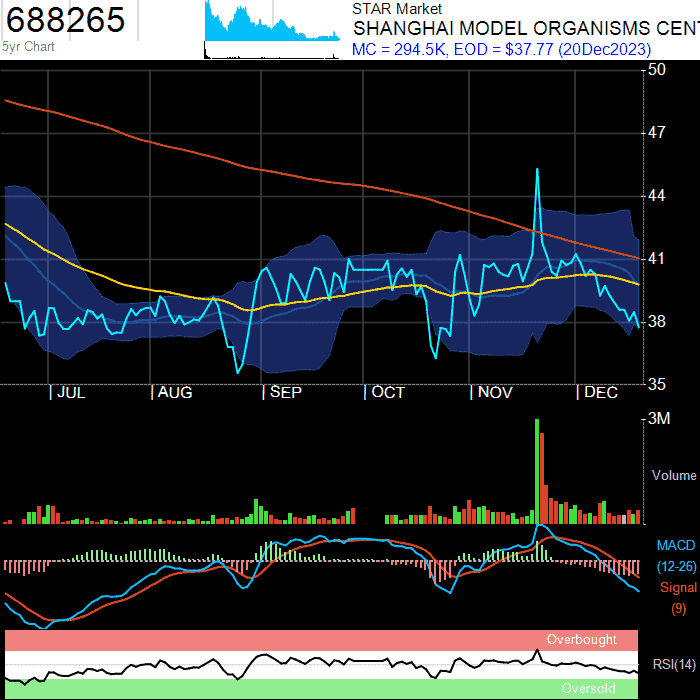 688265
5yr Chart
STAR Market
SHANGHAI MODEL ORGANISMS CENT
MC = 294.5K, EOD = $37.77 (20Dec2023)
50
47
44
41
38
35
JUL
AUG
SEP
OCT
NOV
DEC
3M
Volume
MACD
(12-26)
Signal
(9)
Overbought
RSI(14)
Oversold